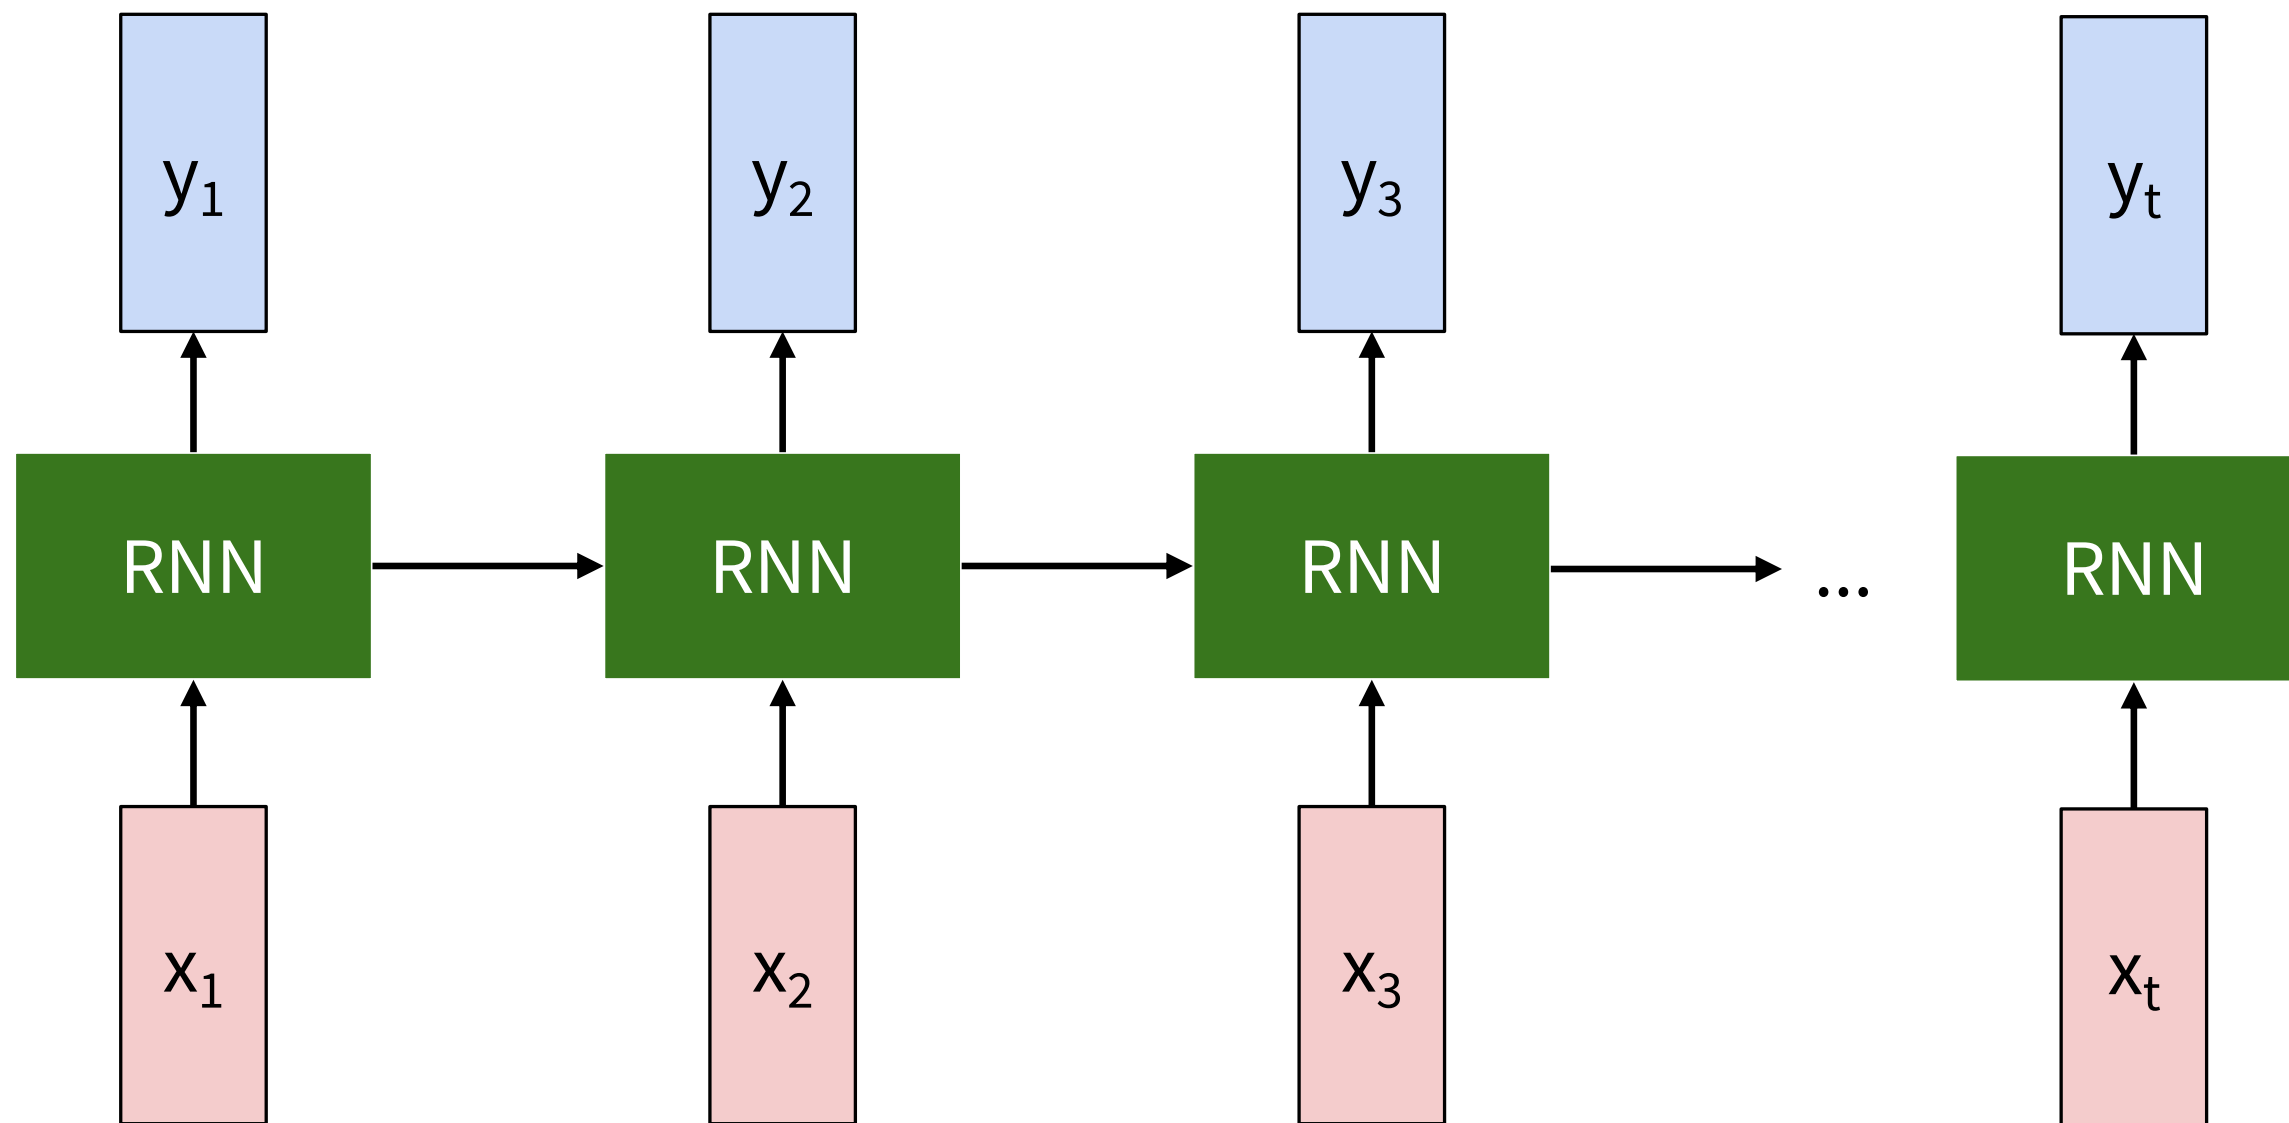 y₁ y₂ y₃ yₜ
RNN RNN RNN ... RNN
x₁ x₂ x₃ xₜ